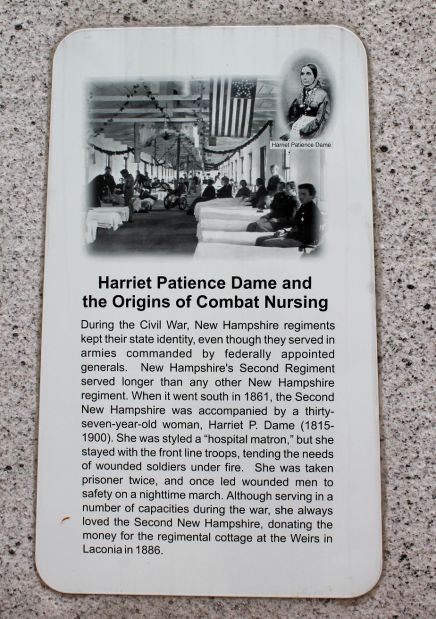 Harriet Patience Dame
Harriet Patience Dame and
the Origins of Combat Nursing
During the Civil War, New Hampshire regiments
kept their state identity, even though they served in
armies commanded by federally appointed
generals. New Hampshire's Second Regiment
served longer than any other New Hampshire
regiment. When it went south in 1861, the Second
New Hampshire was accompanied by a thirty-
seven-year-old woman, Harriet P. Dame (1815-
1900). She was styled a “hospital matron,” but she
stayed with the front line troops, tending the needs
of wounded soldiers under fire. She was taken
prisoner twice, and once led wounded men to
safety on a nighttime march. Although serving in a
number of capacities during the war, she always
loved the Second New Hampshire, donating the
money for the regimental cottage at the Weirs in
Laconia in 1886.